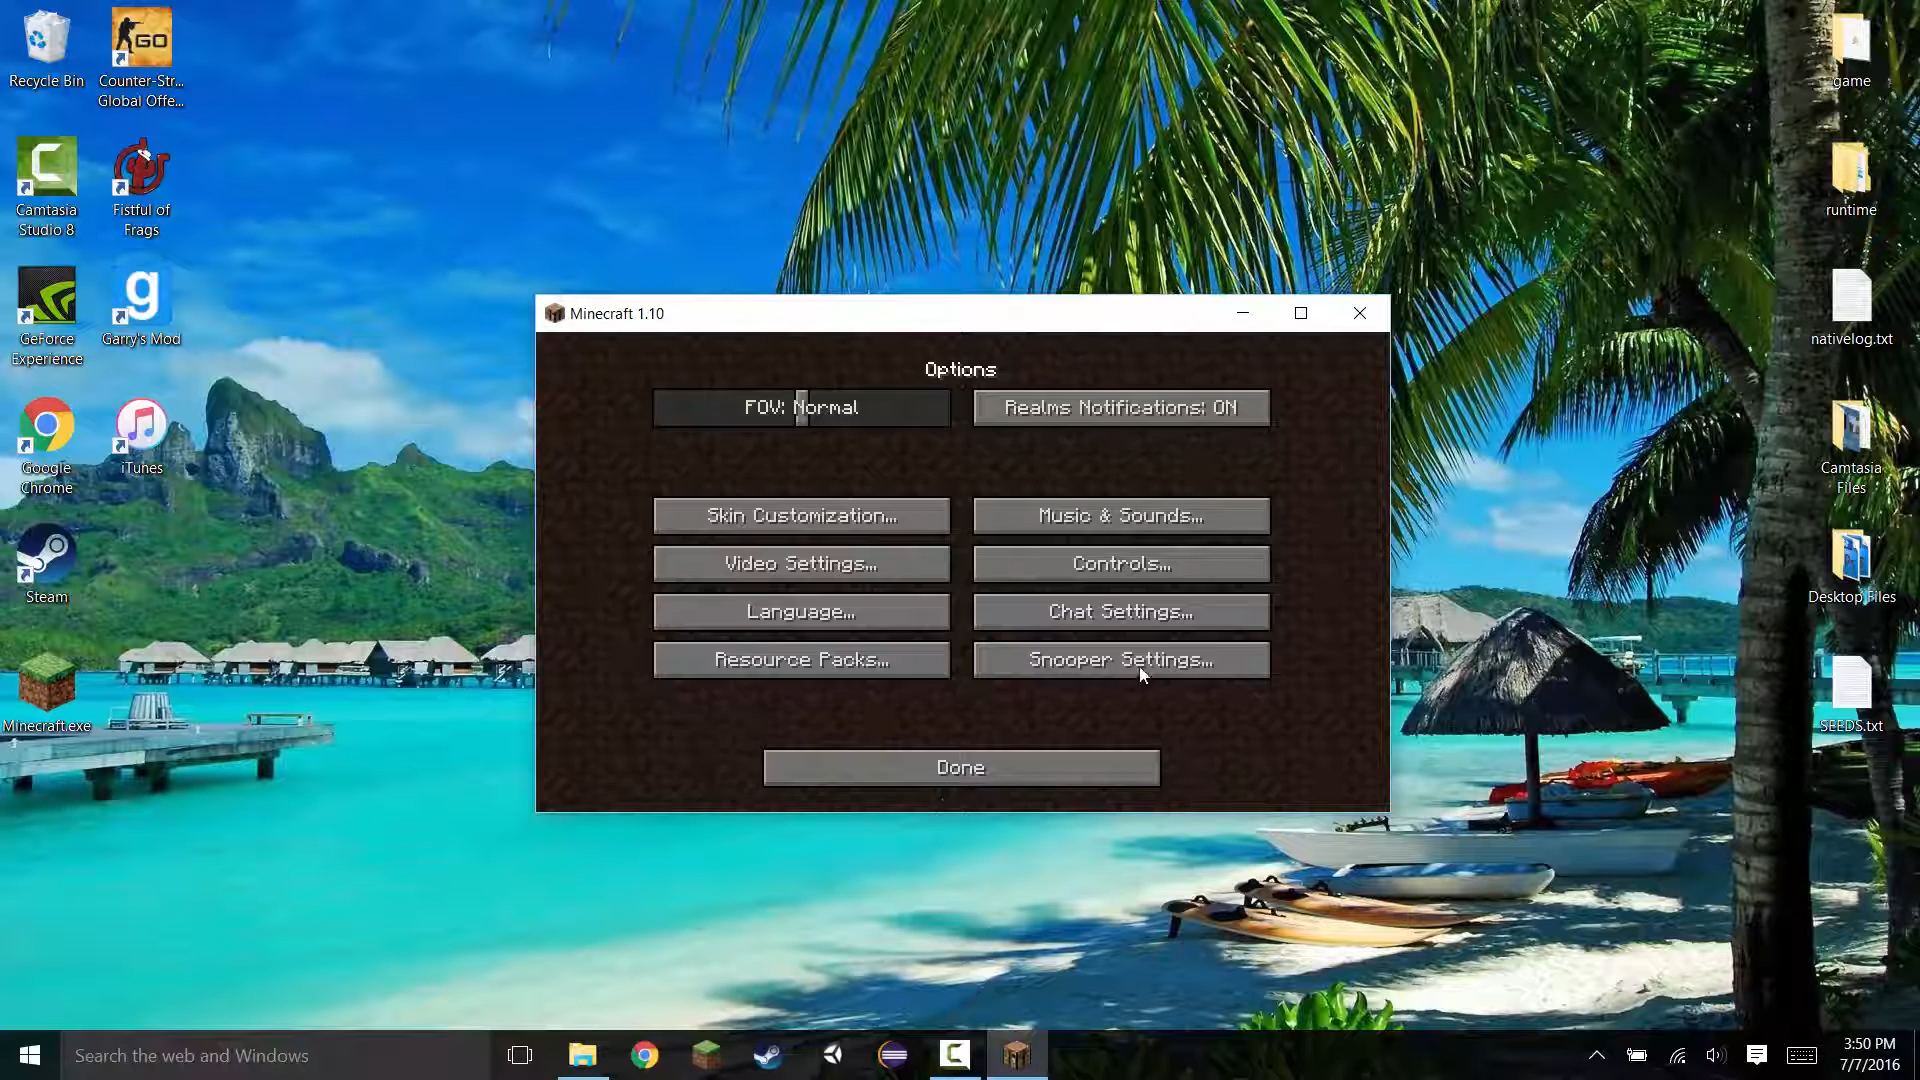 Recycle Bin
Counter-Str...
Global Offe...
GO
Camtasia
Studio 8
Fistful of
Frags
GeForce
Experience
Garry's Mod
Google
Chrome
iTunes
Steam
Minecraft.exe
Minecraft 1.10
Options
FOV: Normal
Realms Notifications: ON
Skin Customization...
Music & Sounds...
Video Settings...
Controls...
Language...
Chat Settings...
Resource Packs...
Snooper Settings...
Done
game
runtime
nativelog.txt
Camtasia
Files
Desktop Files
SEEDS.txt
Search the web and Windows
3:50 PM
7/7/2016